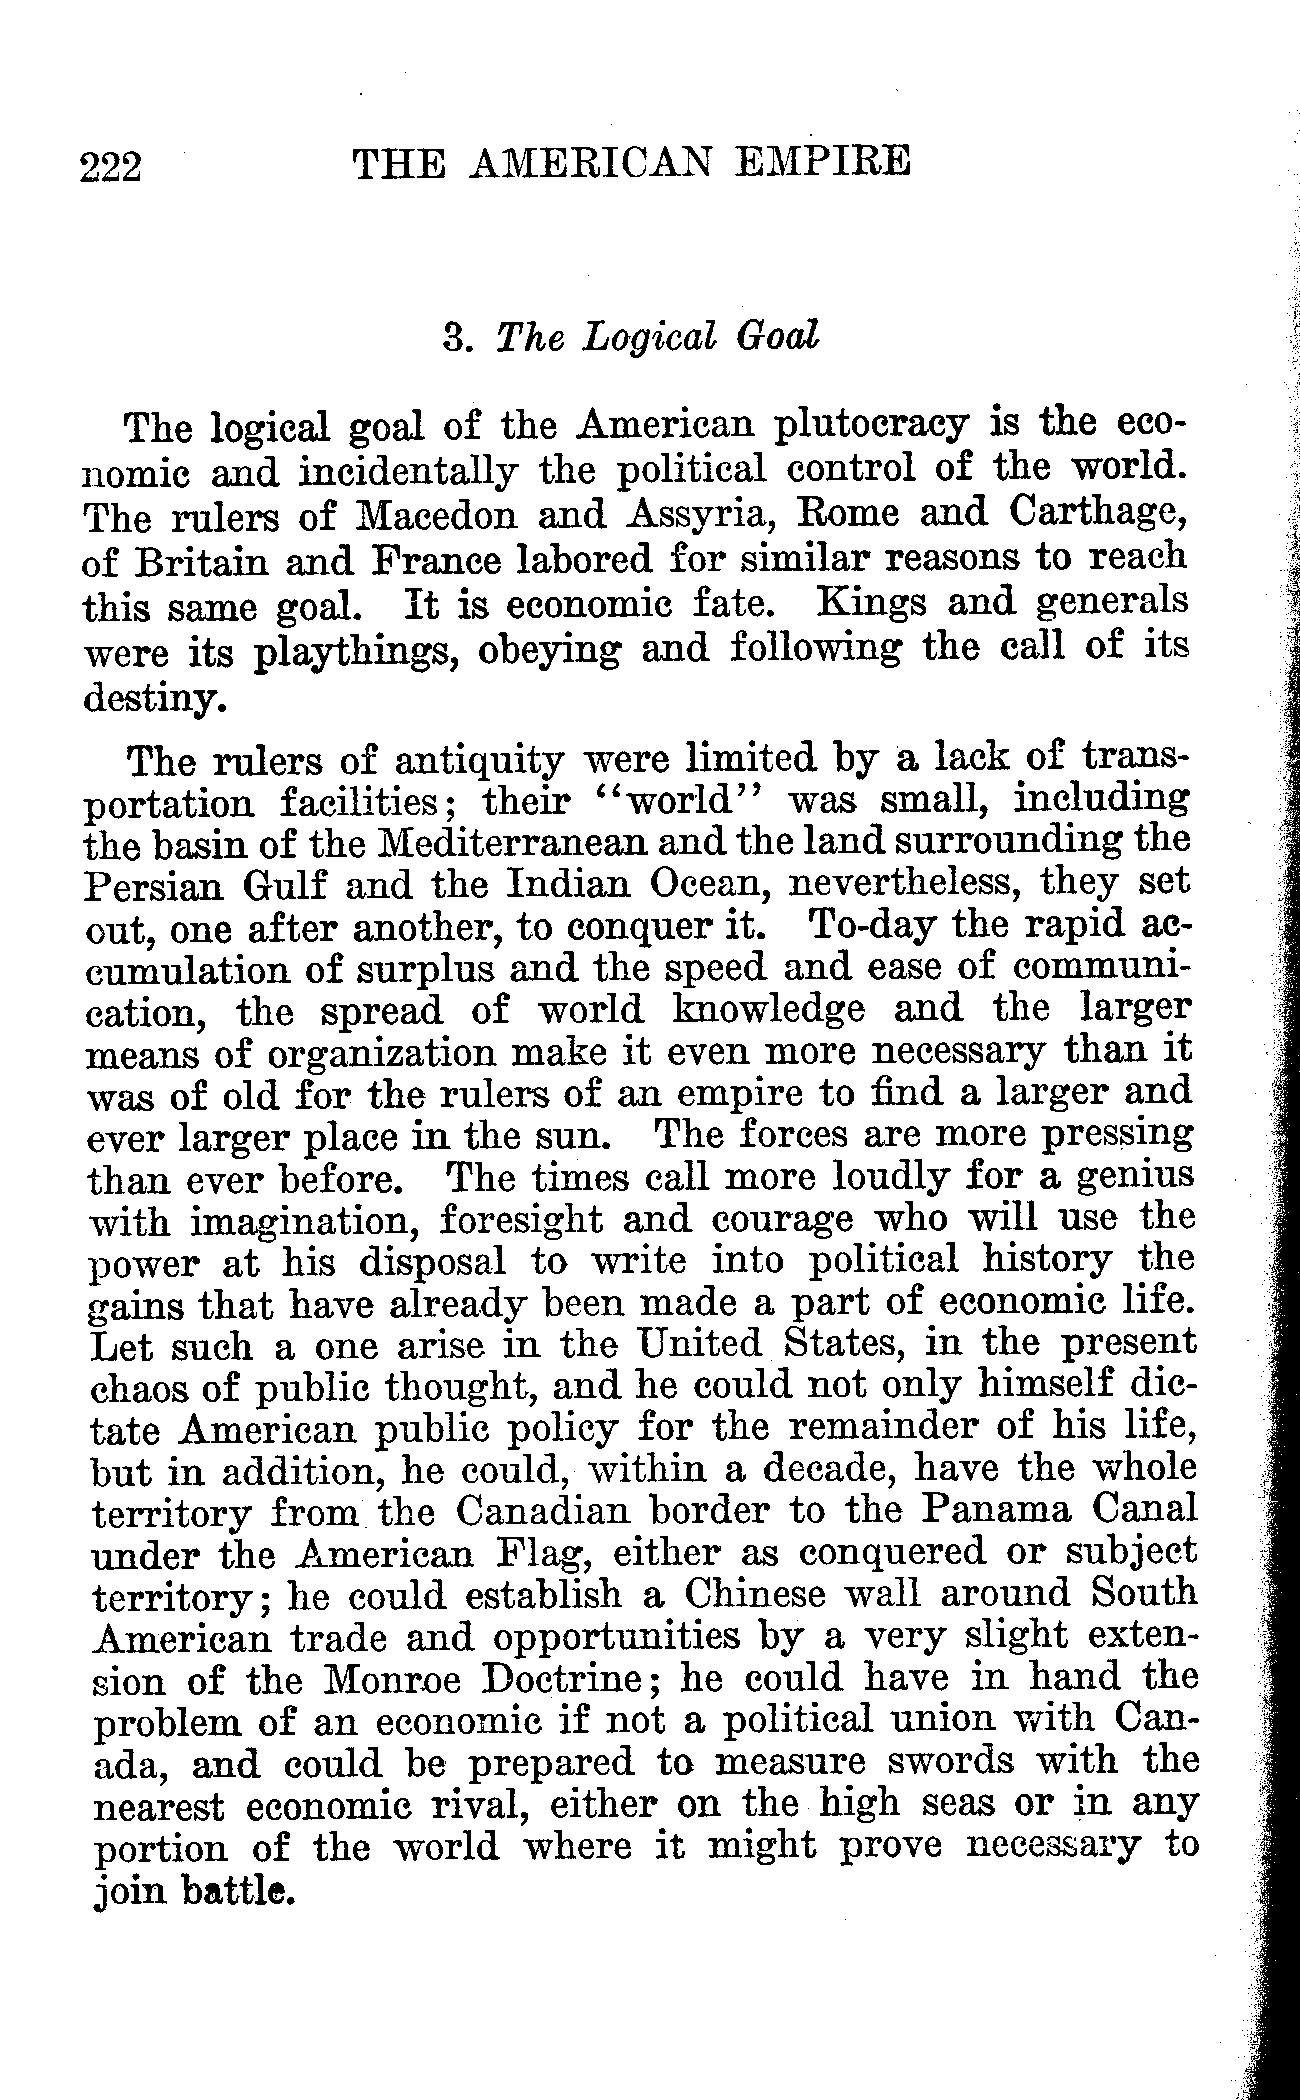 222 THE AMERICAN EMPIRE
3. The Logical Goal
The logical goal of the American plutocracy is the eco-
nomic and incidentally the political control of the world.
The rulers of Macedon and Assyria, Rome and Carthage,
of Britain and France labored for similar reasons to reach
this same goal. It is economic fate. Kings and generals
were its playthings, obeying and following the call of its
destiny.
The rulers of antiquity were limited by a lack of trans-
portation facilities; their "world" was small, including
the basin of the Mediterranean and the land surrounding the
Persian Gulf and the Indian Ocean, nevertheless, they set
out, one after another, to conquer it. To-day the rapid ac-
cumulation of surplus and the speed and ease of communi-
cation, the spread of world knowledge and the larger
means of organization make it even more necessary than it
was of old for the rulers of an empire to find a larger and
ever larger place in the sun. The forces are more pressing
than ever before. The times call more loudly for a genius
with imagination, foresight and courage who will use the
power at his disposal to write into political history the
gains that have already been made a part of economic life.
Let such a one arise in the United States, in the present
chaos of public thought, and he could not only himself dic-
tate American public policy for the remainder of his life,
but in addition, he could, within a decade, have the whole
territory from the Canadian border to the Panama Canal
under the American Flag, either as conquered or subject
territory; he could establish a Chinese wall around South
American trade and opportunities by a very slight exten-
sion of the Monroe Doctrine; he could have in hand the
problem of an economic if not a political union with Can-
ada, and could be prepared to measure swords with the
nearest economic rival, either on the high seas or in any
portion of the world where it might prove necessary to
join battle.